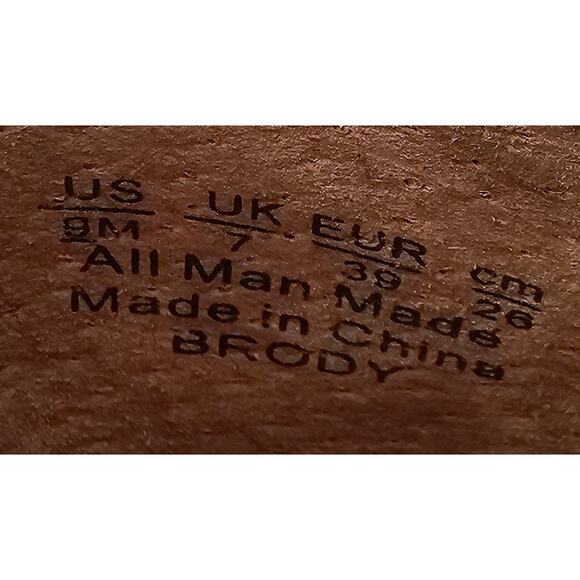 US UK EUR cm
9M 7 39 26
All Man Made
Made in China
BRODY